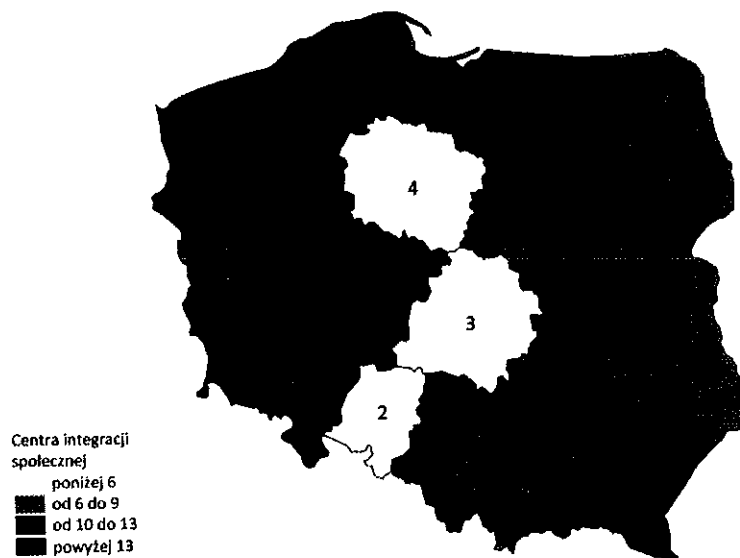 4
3
2
Centra integracji
społecznej
poniżej 6
od 6 do 9
od 10 do 13
powyżej 13